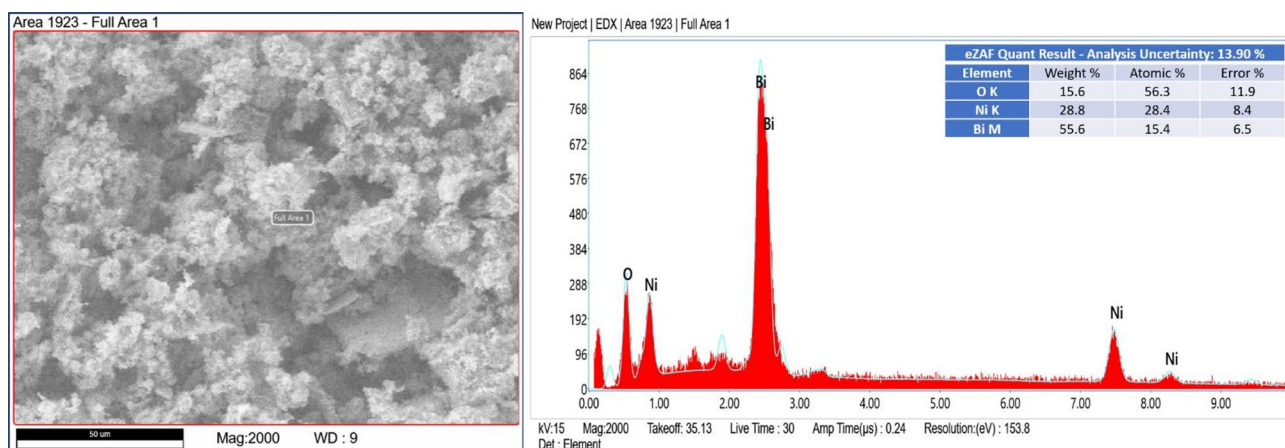 Area 1923 - Full Area 1
Full Area 1
50 um
Mag:2000 WD : 9
New Project | EDX | Area 1923 | Full Area 1
eZAF Quant Result - Analysis Uncertainty: 13.90 %
Element Weight % Atomic % Error %
O K 15.6 56.3 11.9
Ni K 28.8 28.4 8.4
Bi M 55.6 15.4 6.5
864
768
672
576
480
384
288
192
96
0
Bi
Bi
O
Ni
Ni
Ni
0.00 1.00 2.00 3.00 4.00 5.00 6.00 7.00 8.00 9.00
kV:15 Mag:2000 Takeoff: 35.13 Live Time : 30 Amp Time(µs) : 0.24 Resolution:(eV) : 153.8
Det : Element